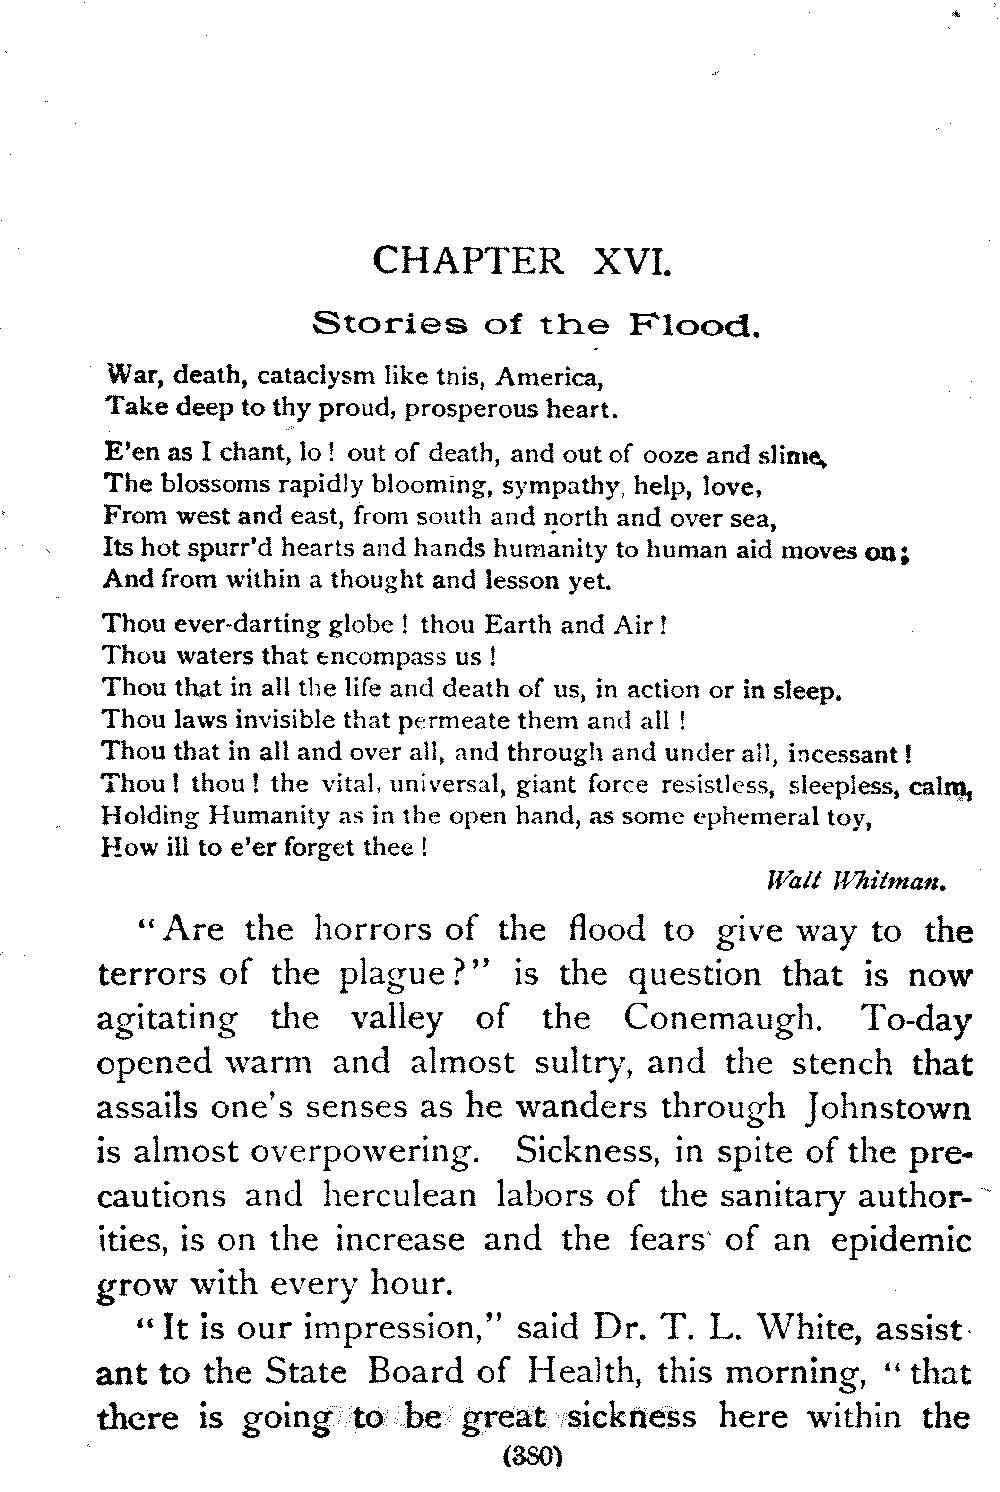 CHAPTER XVI.
Stories of the Flood.
War, death, cataclysm like tnis, America,
Take deep to thy proud, prosperous heart.
E'en as I chant, lo! out of death, and out of ooze and slime,
The blossoms rapidly blooming, sympathy, help, love,
From west and east, from south and north and over sea,
Its hot spurr'd hearts and hands humanity to human aid moves on;
And from within a thought and lesson yet.
Thou ever-darting globe! thou Earth and Air!
Thou waters that encompass us!
Thou that in all the life and death of us, in action or in sleep.
Thou laws invisible that permeate them and all!
Thou that in all and over all, and through and under all, incessant!
Thou! thou! the vital, universal, giant force resistless, sleepless, calm,
Holding Humanity as in the open hand, as some ephemeral toy,
How ill to e'er forget thee!
Walt Whitman.
"Are the horrors of the flood to give way to the
terrors of the plague?" is the question that is now
agitating the valley of the Conemaugh. To-day
opened warm and almost sultry, and the stench that
assails one's senses as he wanders through Johnstown
is almost overpowering. Sickness, in spite of the pre-
cautions and herculean labors of the sanitary author-
ities, is on the increase and the fears of an epidemic
grow with every hour.
"It is our impression," said Dr. T. L. White, assist-
ant to the State Board of Health, this morning, "that
there is going to be great sickness here within the
(380)